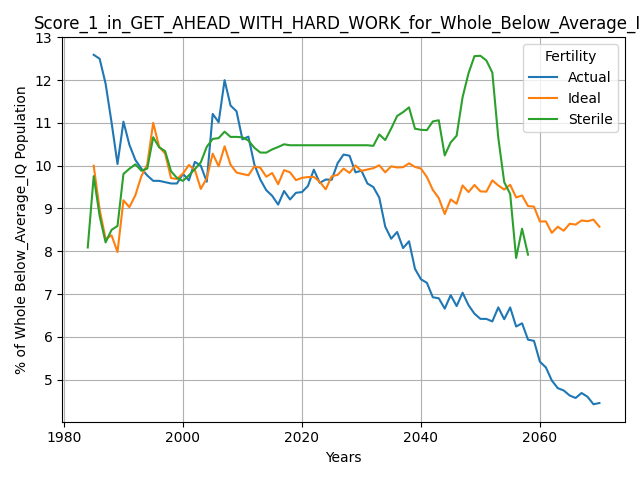 Score_1_in_GET_AHEAD_WITH_HARD_WORK_for_Whole_Below_Average_I
Fertility
Actual
Ideal
Sterile
% of Whole Below_Average_IQ Population
13
12
11
10
9
8
7
6
5
1980
2000
2020
2040
2060
Years